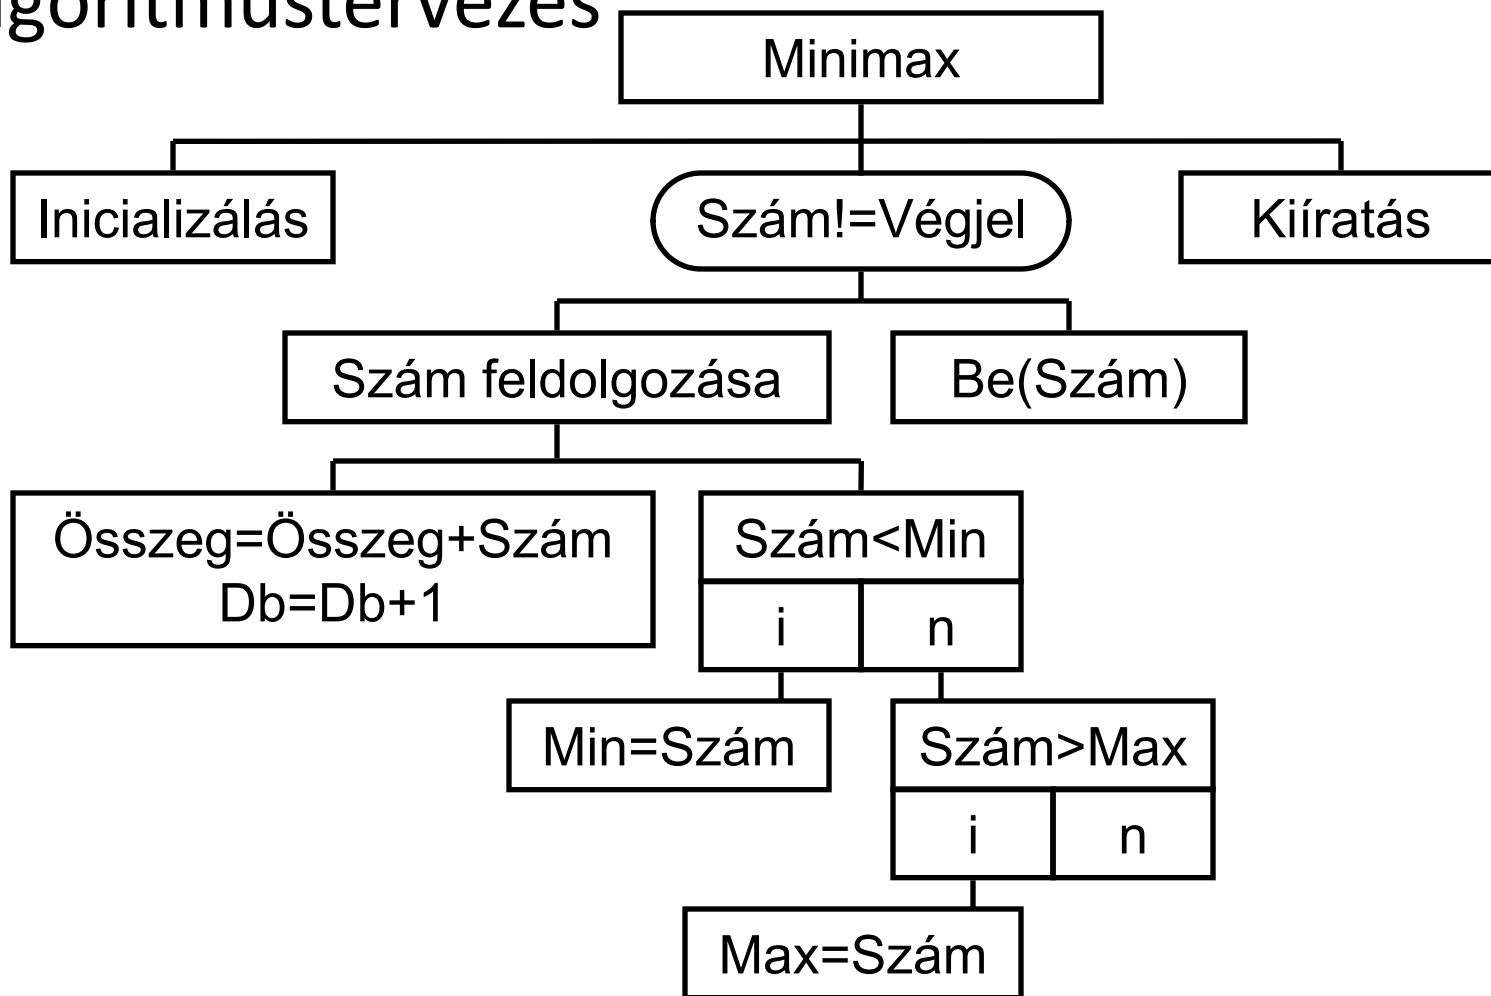 goritmustervezés
Minimax
Inicializálás
Szám!=Végjel
Kiíratás
Szám feldolgozása
Be(Szám)
Összeg=Összeg+Szám
Db=Db+1
Szám<Min
i
n
Min=Szám
Szám>Max
i
n
Max=Szám